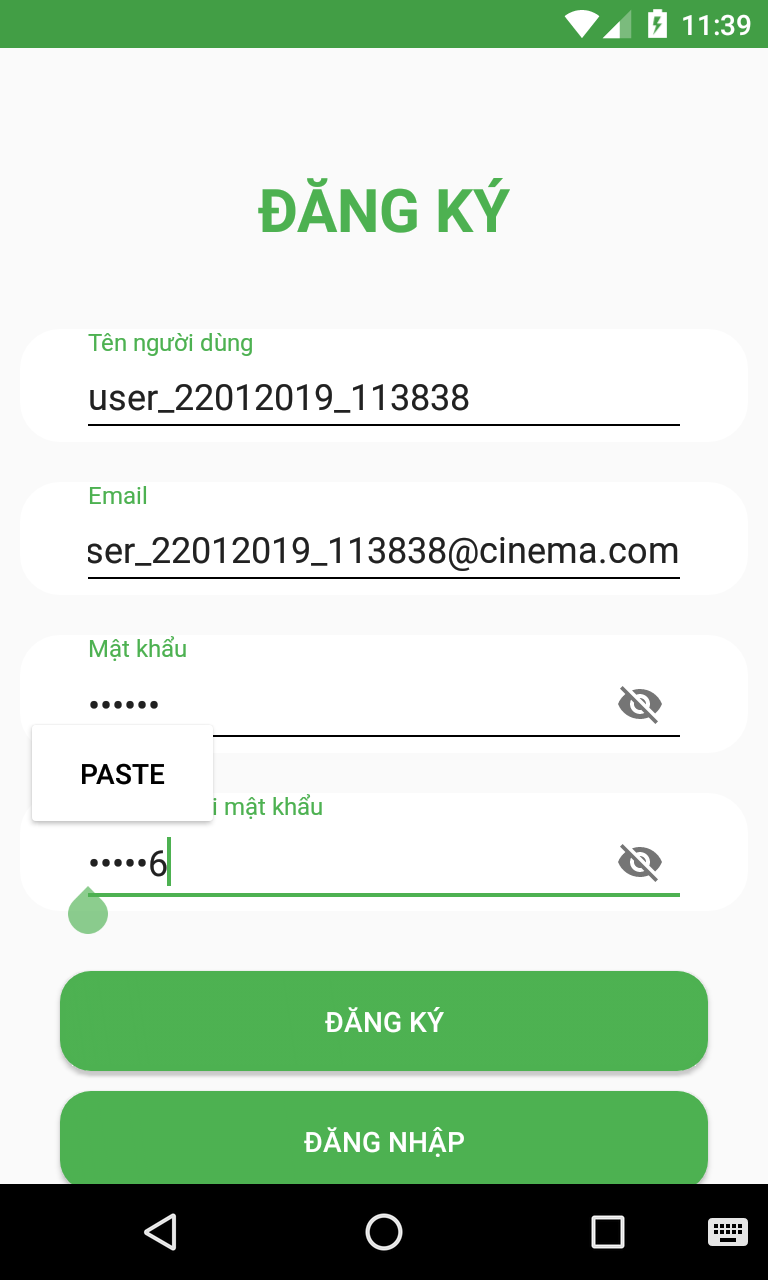 11:39
ĐĂNG KÝ
Tên người dùng
user_22012019_113838
Email
ser_22012019_113838@cinema.com
Mật khẩu
••••••
PASTE
mật khẩu
•••••6
ĐĂNG KÝ
ĐĂNG NHẬP